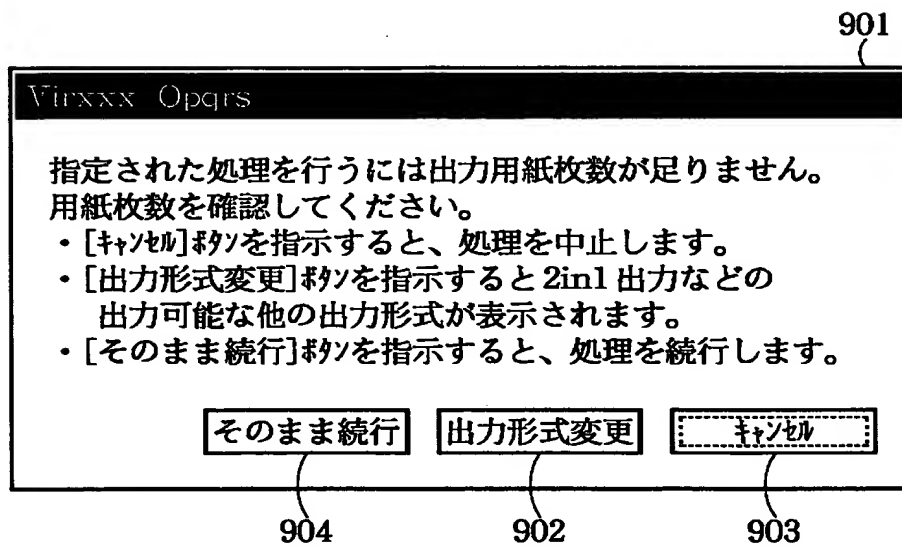 901
Virxxx Opqrs
指定された処理を行うには出力用紙枚数が足りません。
用紙枚数を確認してください。
・[ｷｬﾝｾﾙ]ﾎﾞﾀﾝを指示すると、処理を中止します。
・[出力形式変更]ﾎﾞﾀﾝを指示すると2in1 出力などの
出力可能な他の出力形式が表示されます。
・[そのまま続行]ﾎﾞﾀﾝを指示すると、処理を続行します。
そのまま続行 出力形式変更 ｷｬﾝｾﾙ
904 902 903